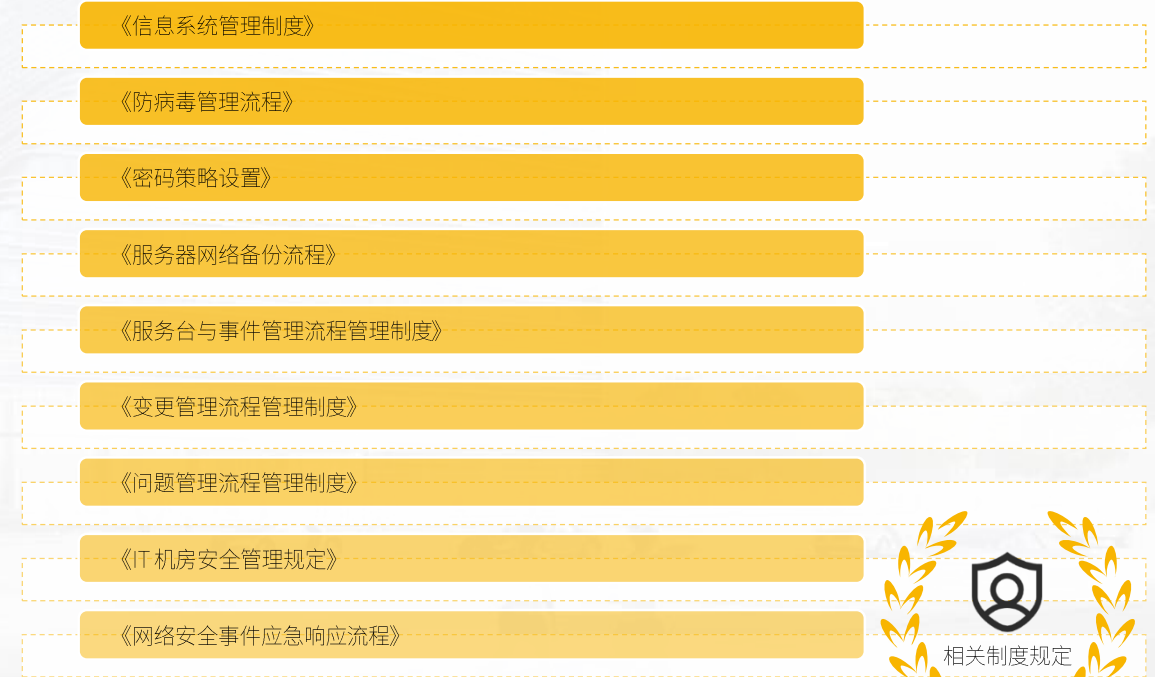 《信息系统管理制度》
《防病毒管理流程》
《密码策略设置》
《服务器网络备份流程》
《服务台与事件管理流程管理制度》
《变更管理流程管理制度》
《问题管理流程管理制度》
《IT 机房安全管理规定》
《网络安全事件应急响应流程》
相关制度规定